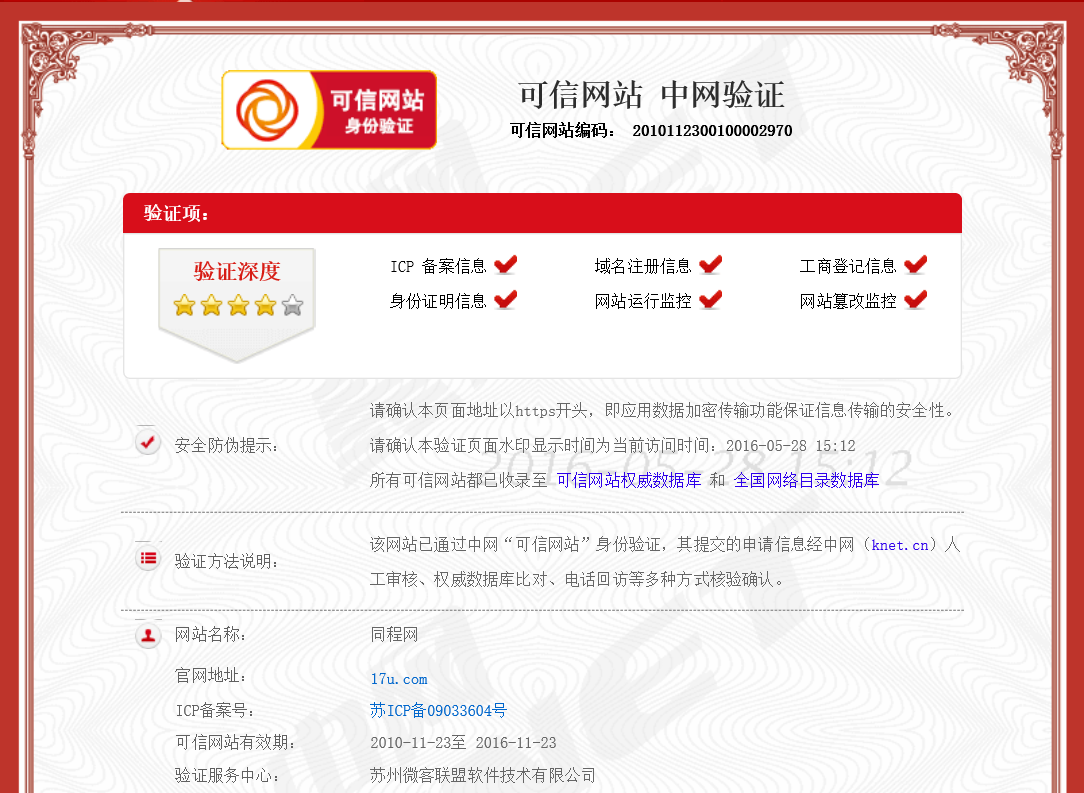 可信网站
身份验证
可信网站 中网验证
可信网站编码： 2010112300100002970
验证项：
验证深度
ICP 备案信息
域名注册信息
工商登记信息
身份证明信息
网站运行监控
网站篡改监控
安全防伪提示：
请确认本页面地址以https开头，即应用数据加密传输功能保证信息传输的安全性。
请确认本验证页面水印显示时间为当前访问时间：2016-05-28 15:12
2016-05-28 15:12
所有可信网站都已收录至 可信网站权威数据库 和 全国网络目录数据库
验证方法说明：
该网站已通过中网“可信网站”身份验证，其提交的申请信息经中网（knet.cn）人
工审核、权威数据库比对、电话回访等多种方式核验确认。
网站名称： 同程网
官网地址： 17u.com
ICP备案号： 苏ICP备09033604号
可信网站有效期： 2010-11-23至 2016-11-23
验证服务中心： 苏州微客联盟软件技术有限公司